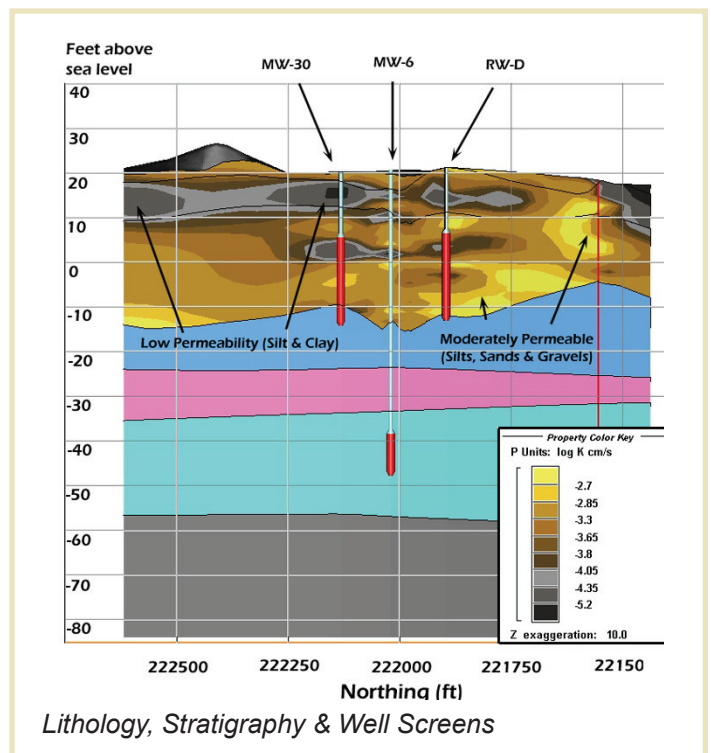 Feet above
sea level
MW-30
MW-6
RW-D
40
30
20
10
0
-10
-20
-30
-40
-50
-60
-70
-80
Low Permeability (Silt & Clay)
Moderately Permeable
(Silts, Sands & Gravels)
Property Color Key
P Units: log K cm/s
-2.7
-2.85
-3.3
-3.65
-3.8
-4.05
-4.35
-5.2
Z exaggeration: 10.0
222500
222250
222000
221750
22150
Northing (ft)
Lithology, Stratigraphy & Well Screens